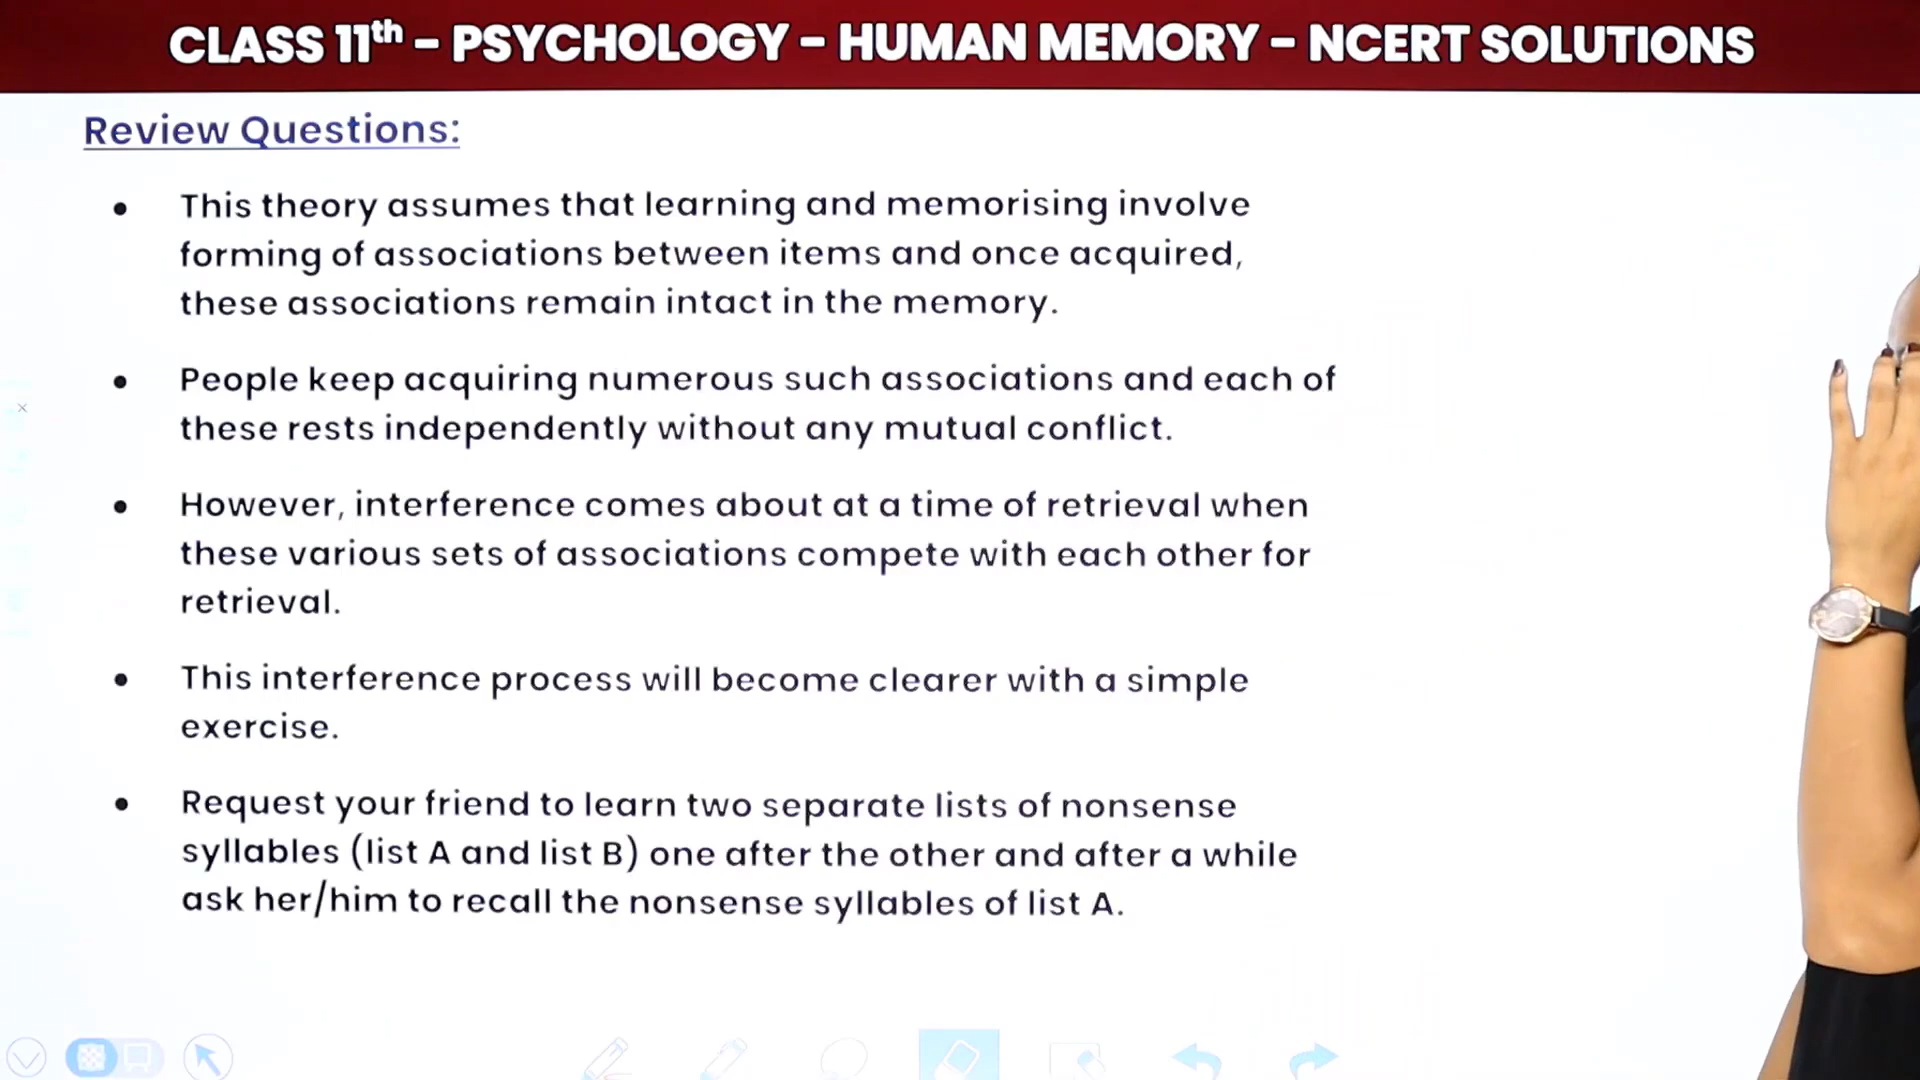 CLASS 11th – PSYCHOLOGY – HUMAN MEMORY – NCERT SOLUTIONS
Review Questions:
• This theory assumes that learning and memorising involve
forming of associations between items and once acquired,
these associations remain intact in the memory.
• People keep acquiring numerous such associations and each of
these rests independently without any mutual conflict.
• However, interference comes about at a time of retrieval when
these various sets of associations compete with each other for
retrieval.
• This interference process will become clearer with a simple
exercise.
• Request your friend to learn two separate lists of nonsense
syllables (list A and list B) one after the other and after a while
ask her/him to recall the nonsense syllables of list A.